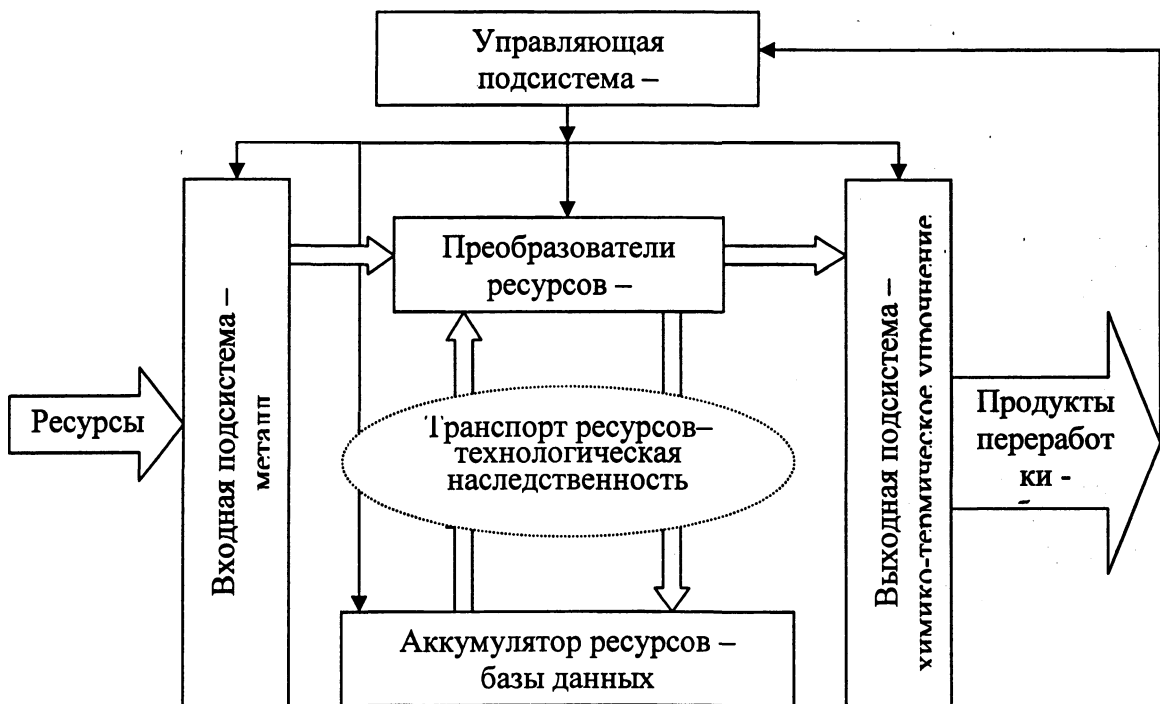 Управляющая
подсистема –
Преобразователи
ресурсов –
Входная подсистема –
металл
Ресурсы
Транспорт ресурсов–
технологическая
наследственность
Аккумулятор ресурсов –
базы данных
Выходная подсистема –
химико-термическое упрочнение
Продукты
переработ
ки -